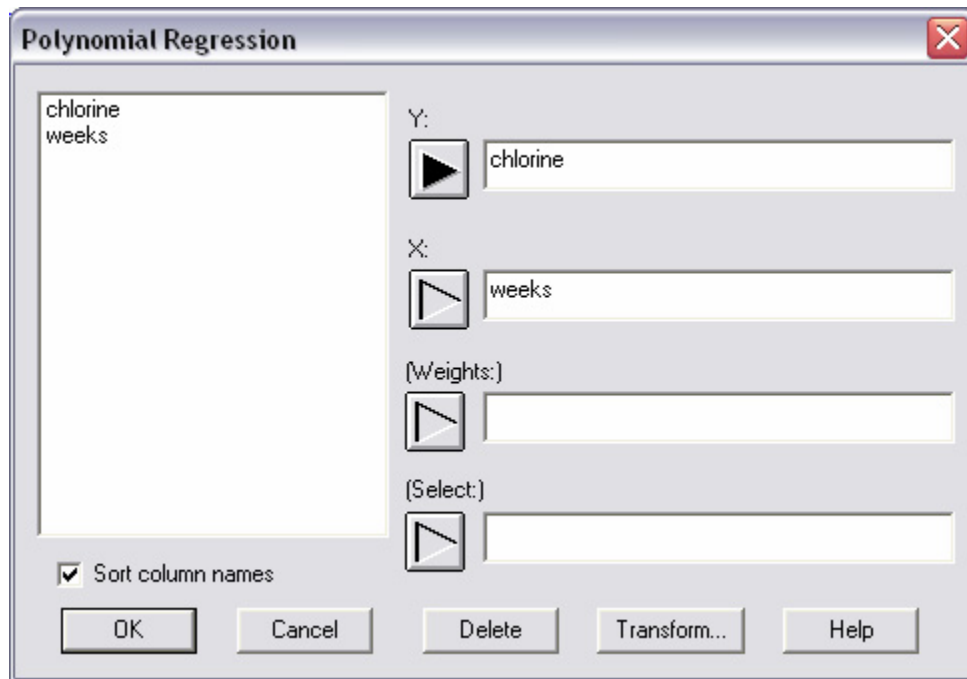 Polynomial Regression
chlorine
weeks
Y:
chlorine
X:
weeks
(Weights:)
(Select:)
Sort column names
OK
Cancel
Delete
Transform...
Help